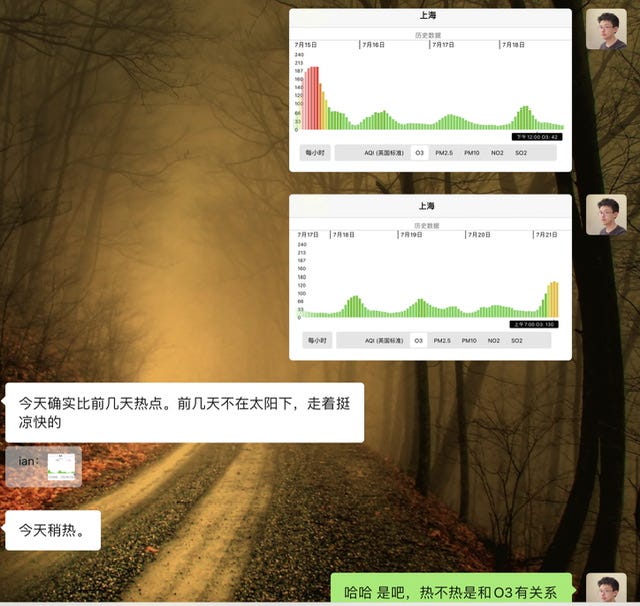 上海
历史数据
7月15日 7月16日 7月17日 7月18日
240
213
187
160
140
120
100
66
33
0
下午 12:00 O3: 42
每小时 AQI (美国标准) O3 PM2.5 PM10 NO2 SO2
上海
历史数据
7月17日 7月18日 7月19日 7月20日 7月21日
240
213
187
160
140
120
100
66
33
0
上午 7:00 O3: 130
每小时 AQI (美国标准) O3 PM2.5 PM10 NO2 SO2
今天确实比前几天热点。前几天不在太阳下，走着挺
凉快的
ian：
今天稍热。
哈哈 是吧，热不热是和O3有关系